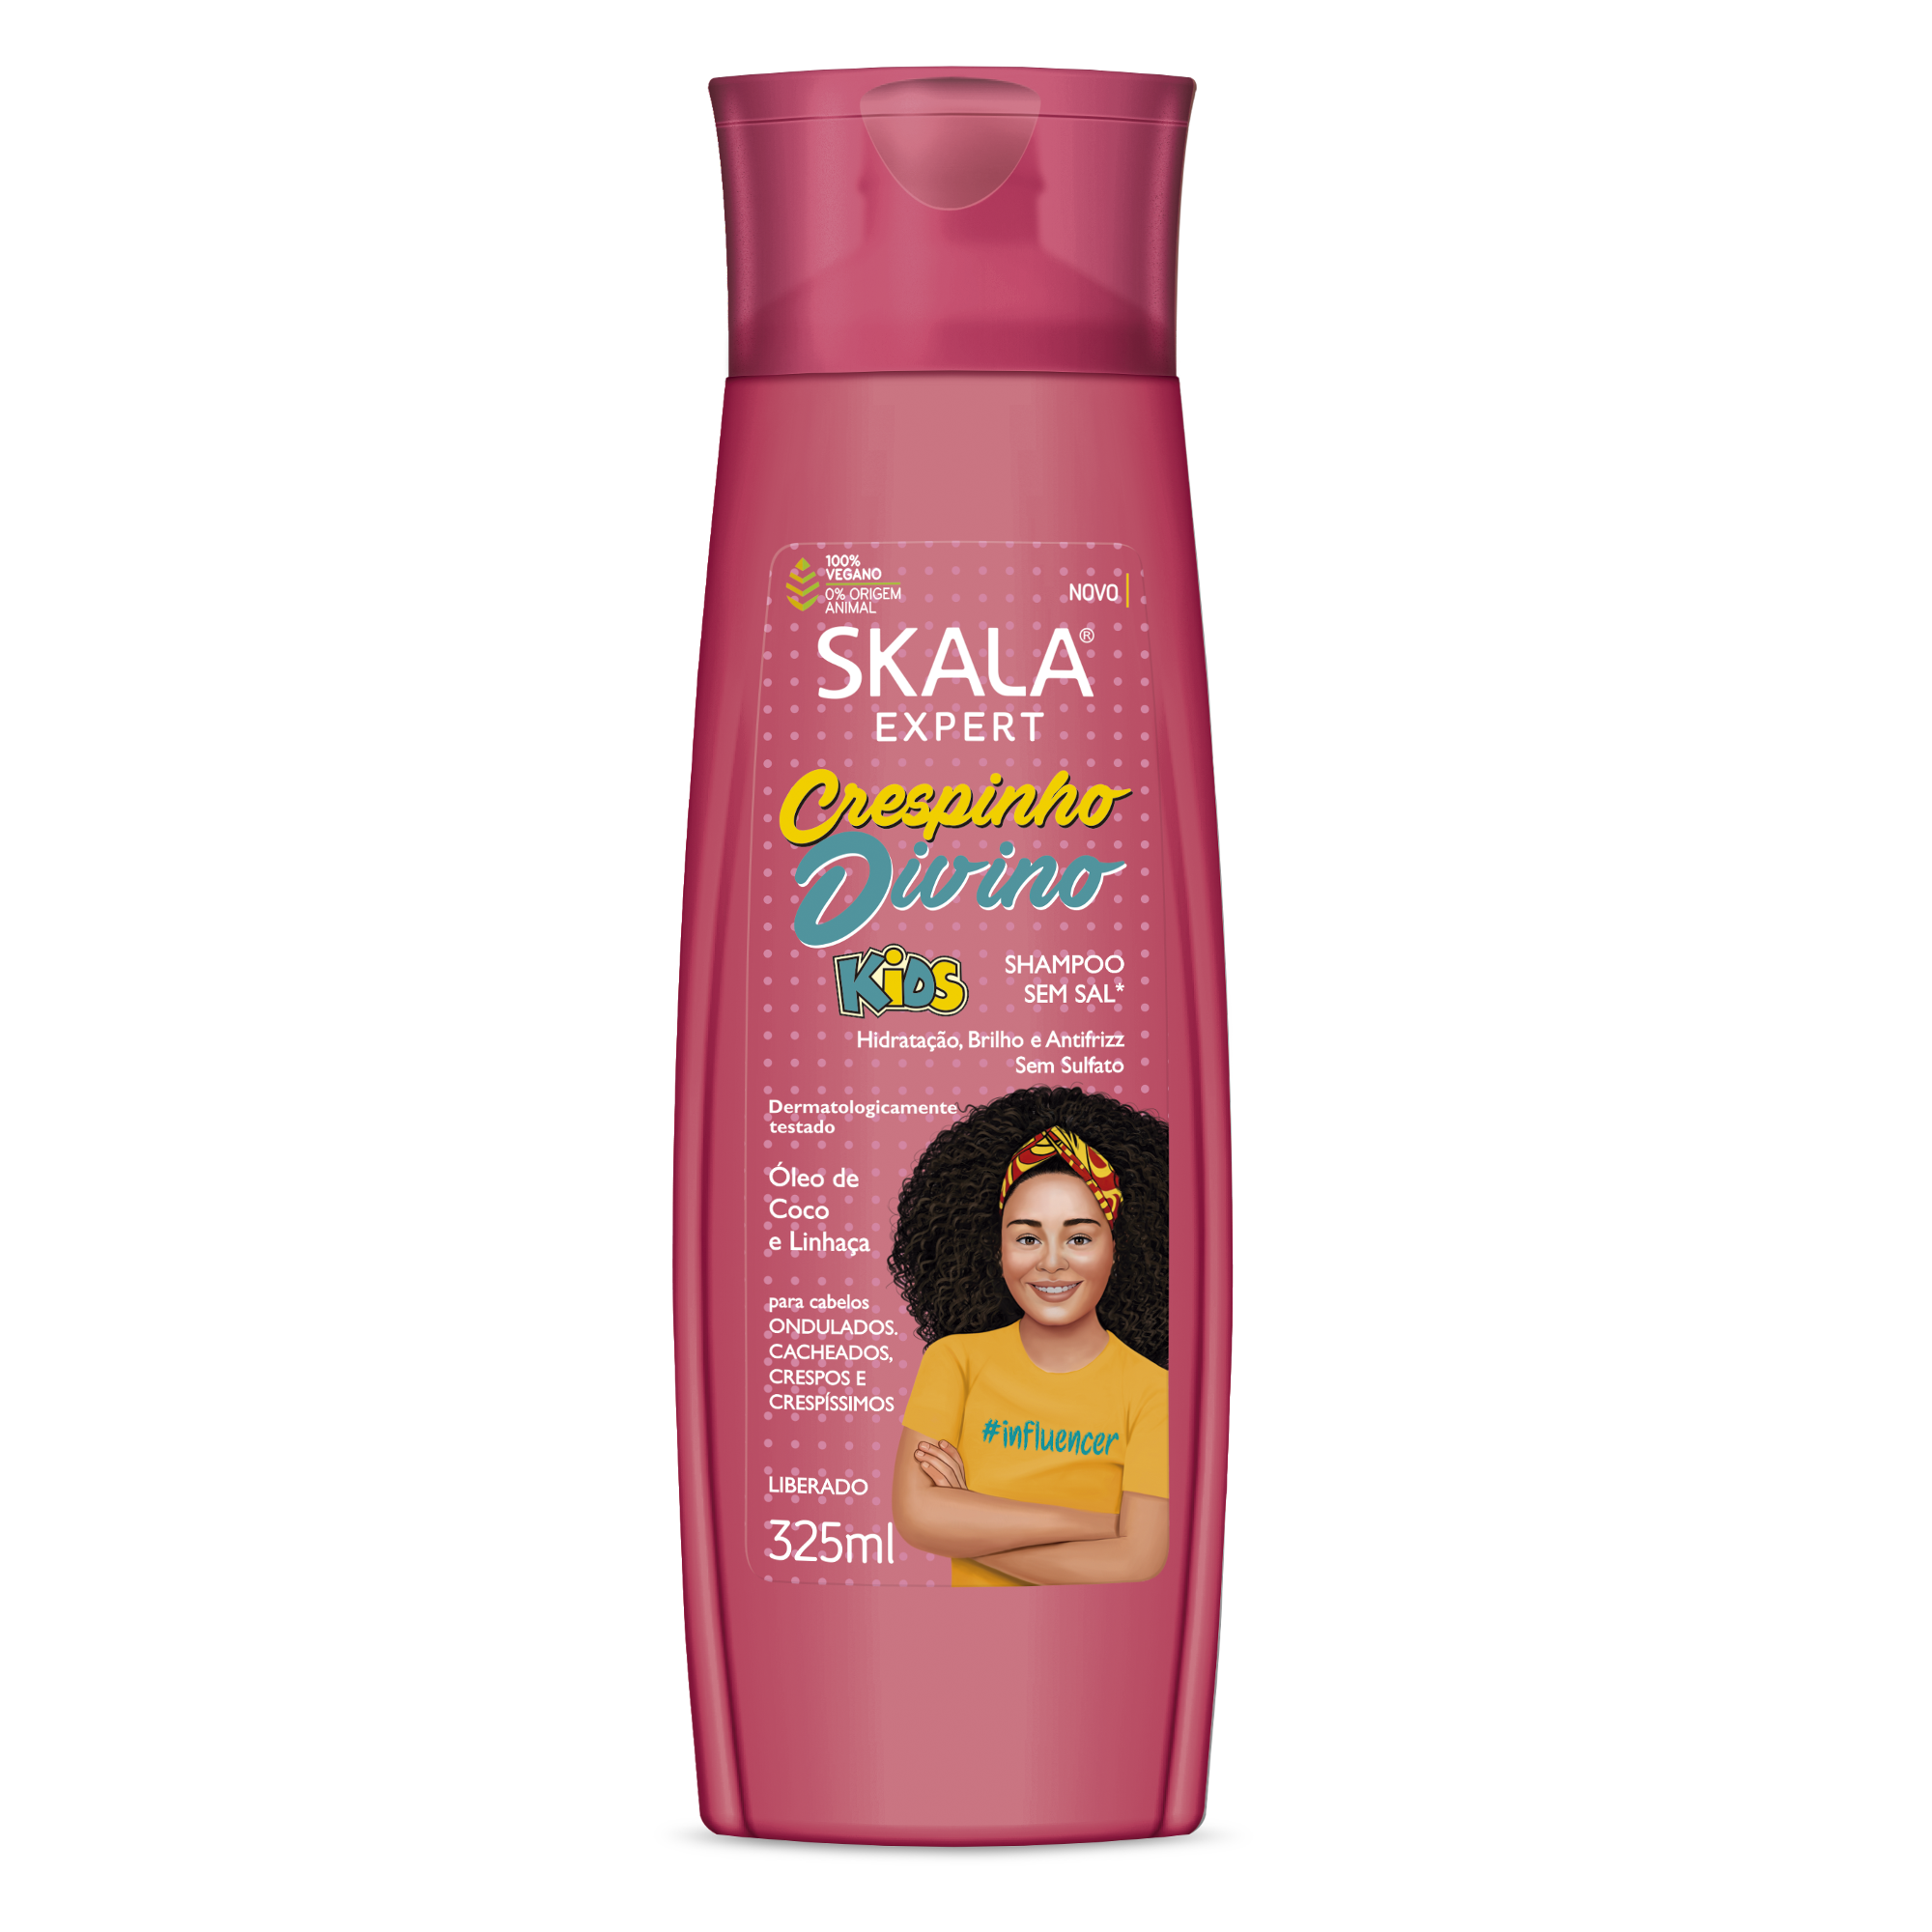 100%
VEGANO
0% ORIGEM
ANIMAL
NOVO
SKALA®
EXPERT
Crespinho
Divino
KiDS
SHAMPOO
SEM SAL*
Hidratação, Brilho e Antifrizz
Sem Sulfato
Dermatologicamente
testado
Óleo de
Coco
e Linhaça
para cabelos
ONDULADOS.
CACHEADOS,
CRESPOS E
CRESPÍSSIMOS
#influencer
LIBERADO
325ml